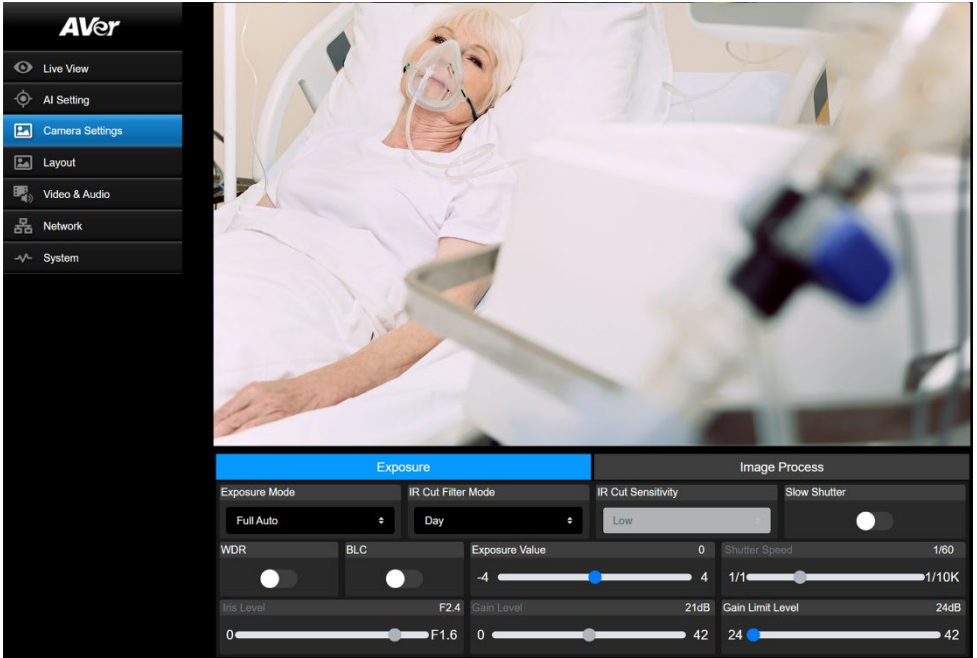 AVer
Live View
AI Setting
Camera Settings
Layout
Video & Audio
Network
System
Exposure Image Process
Exposure Mode IR Cut Filter Mode IR Cut Sensitivity Slow Shutter
Full Auto Day Low
WDR BLC Exposure Value 0 Shutter Speed 1/60
-4 4 1/1 1/10K
Iris Level F2.4 Gain Level 21dB Gain Limit Level 24dB
0 F1.6 0 42 24 42